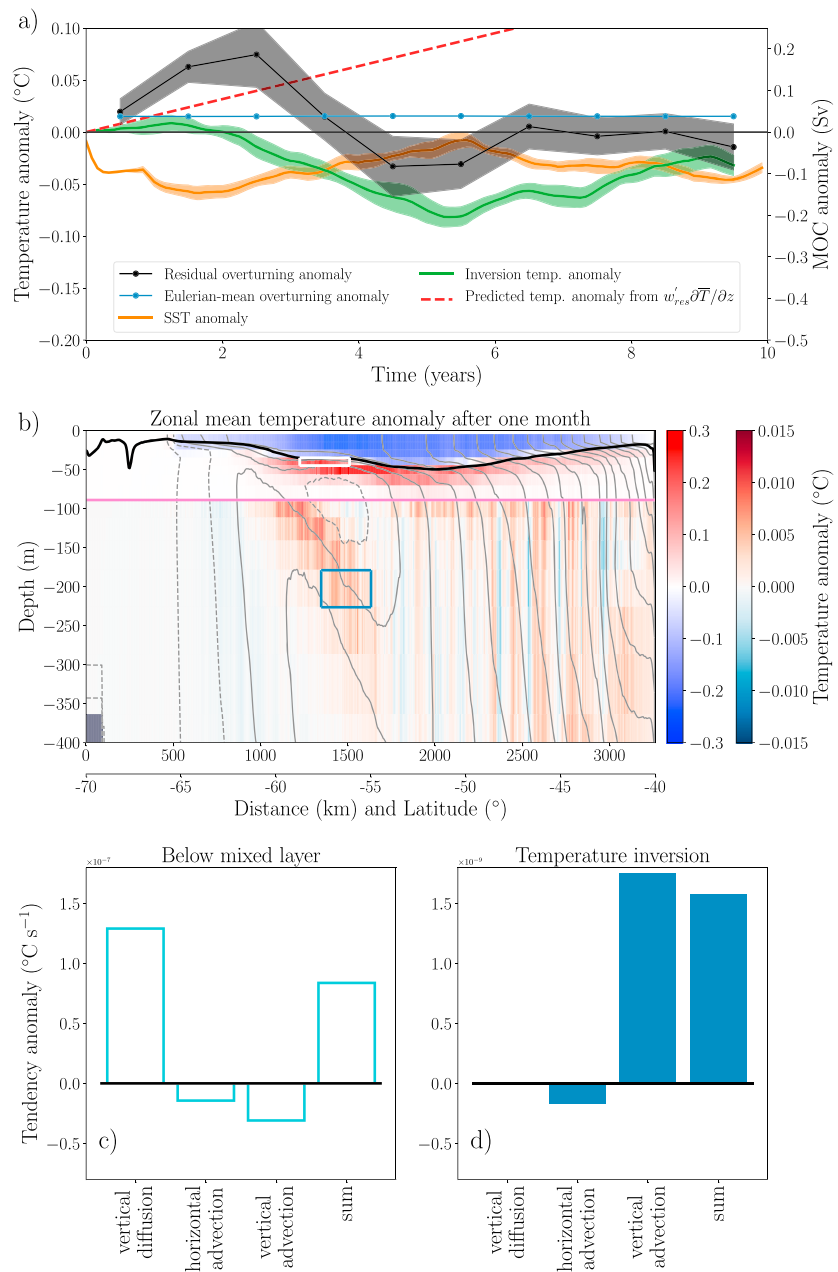 a)
0.10
0.05
0.00
−0.05
−0.10
−0.15
−0.20
Temperature anomaly (°C)
0.2
0.1
0.0
−0.1
−0.2
−0.3
−0.4
−0.5
MOC anomaly (Sv)
Residual overturning anomaly
Eulerian-mean overturning anomaly
SST anomaly
Inversion temp. anomaly
Predicted temp. anomaly from w′res ∂T̅/∂z
0 2 4 6 8 10
Time (years)
b)
Zonal mean temperature anomaly after one month
0
−50
−100
−150
−200
−250
−300
−350
−400
Depth (m)
0 500 1000 1500 2000 2500 3000
-70 -65 -60 -55 -50 -45 -40
Distance (km) and Latitude (°)
0.3
0.2
0.1
0.0
−0.1
−0.2
−0.3
0.015
0.010
0.005
0.000
−0.005
−0.010
−0.015
Temperature anomaly (°C)
Below mixed layer
×10⁻⁷
1.5
1.0
0.5
0.0
−0.5
Tendency anomaly (°C s⁻¹)
c)
vertical
diffusion
horizontal
advection
vertical
advection
sum
Temperature inversion
×10⁻⁹
1.5
1.0
0.5
0.0
−0.5
d)
vertical
diffusion
horizontal
advection
vertical
advection
sum